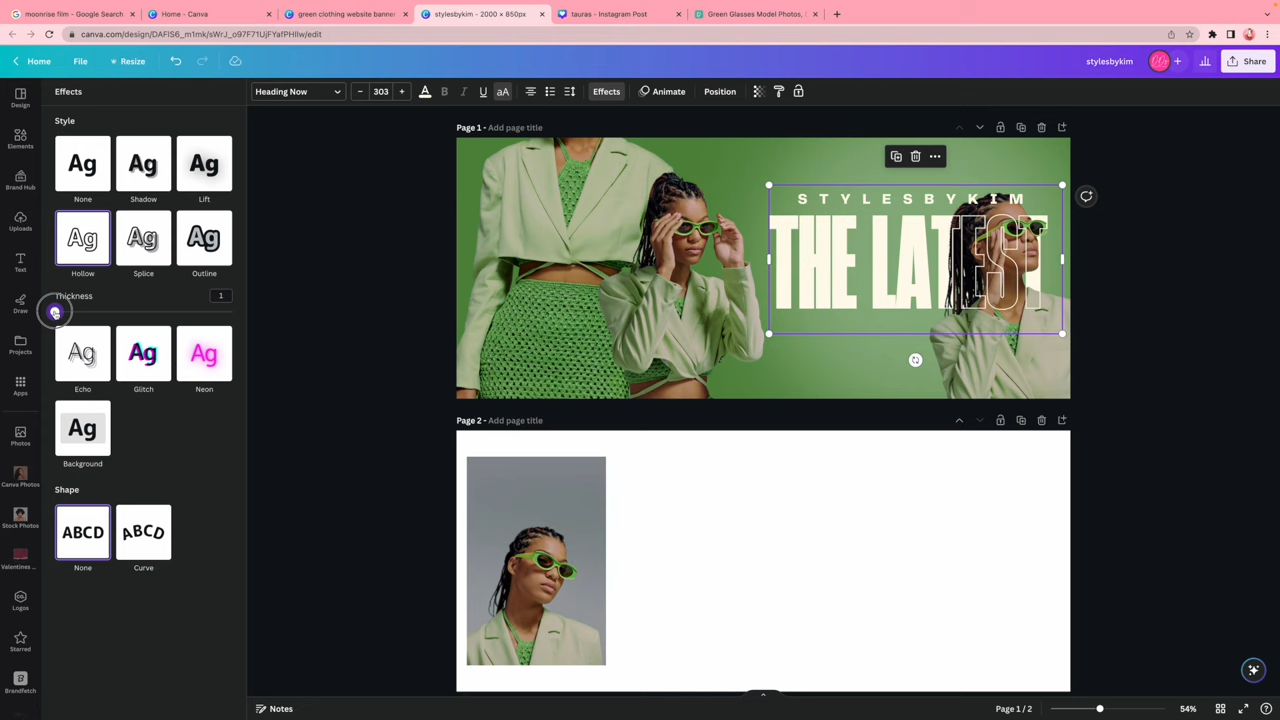 moonrise film - Google Search
Home - Canva
green clothing website banner
stylesbykim - 2000 × 850px
tauras - Instagram Post
Green Glasses Model Photos, D
canva.com/design/DAFlS6_m1mk/sWrJ_o97F71UjFYafPHIlw/edit
Home
File
Resize
stylesbykim
Share
Effects
Heading Now
303
B
I
U
aA
Effects
Animate
Position
Design
Elements
Brand Hub
Uploads
Text
Draw
Projects
Apps
Photos
Canva Photos
Stock Photos
Valentines ...
Logos
Starred
Brandfetch
Style
Ag
Ag
Ag
None
Shadow
Lift
Ag
Ag
Ag
Hollow
Splice
Outline
Thickness
1
Ag
Ag
Ag
Echo
Glitch
Neon
Ag
Background
Shape
ABCD
ABCD
None
Curve
Page 1 - Add page title
STYLESBYKIM
THE LATEST
Page 2 - Add page title
Notes
Page 1 / 2
54%